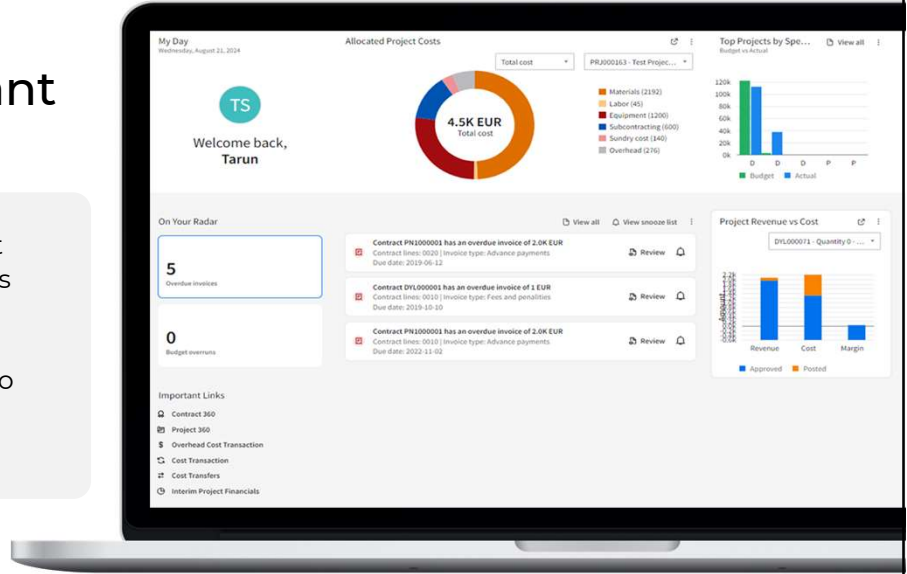 ant
t
s
o
My Day
Wednesday, August 21, 2024
TS
Welcome back,
Tarun
Allocated Project Costs
Total cost
PRJ000163 - Test Projec...
4.5K EUR
Total cost
Materials (2192)
Labor (45)
Equipment (1200)
Subcontracting (600)
Sundry cost (140)
Overhead (276)
Top Projects by Spe...
View all
Budget vs Actual
120k
100k
80k
60k
40k
20k
0k
D D D P P
Budget Actual
On Your Radar
View all
View snooze list
5
Overdue invoices
0
Budget overruns
Contract PN1000001 has an overdue invoice of 2.0K EUR
Contract lines: 0020 | Invoice type: Advance payments
Due date: 2019-06-12
Review
Contract DYL000001 has an overdue invoice of 1 EUR
Contract lines: 0010 | Invoice type: Fees and penalities
Due date: 2019-10-10
Review
Contract PN1000001 has an overdue invoice of 2.0K EUR
Contract lines: 0010 | Invoice type: Advance payments
Due date: 2022-11-02
Review
Project Revenue vs Cost
DYL000071 - Quantity 0 - ...
Amount
Revenue Cost Margin
Approved Posted
Important Links
Contract 360
Project 360
Overhead Cost Transaction
Cost Transaction
Cost Transfers
Interim Project Financials